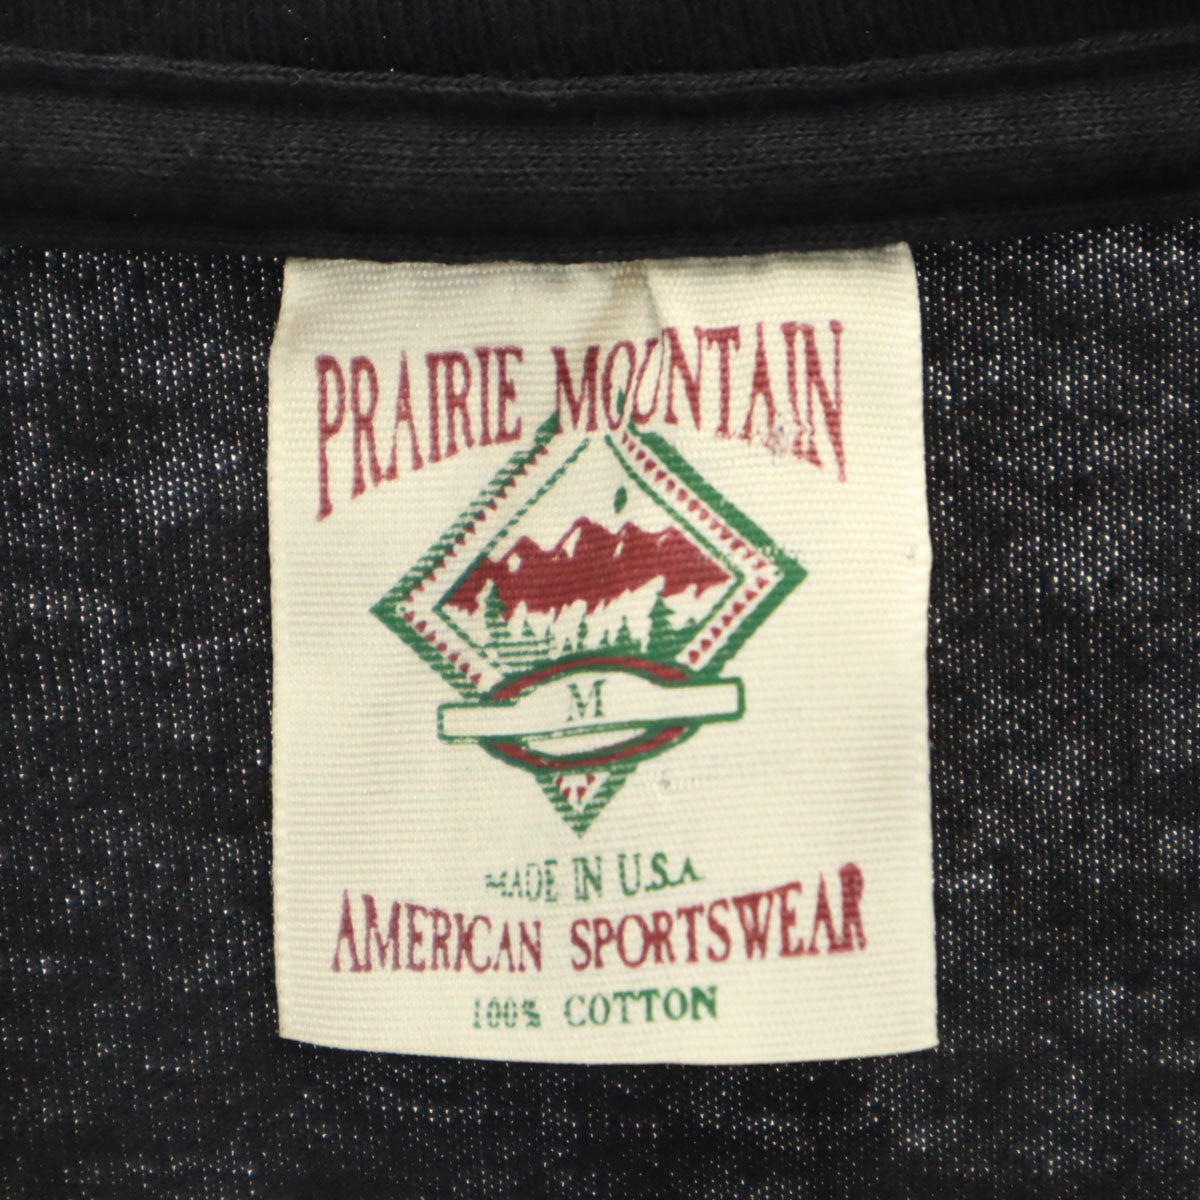 PRAIRIE MOUNTAIN
M
MADE IN U.S.A
AMERICAN SPORTSWEAR
100% COTTON